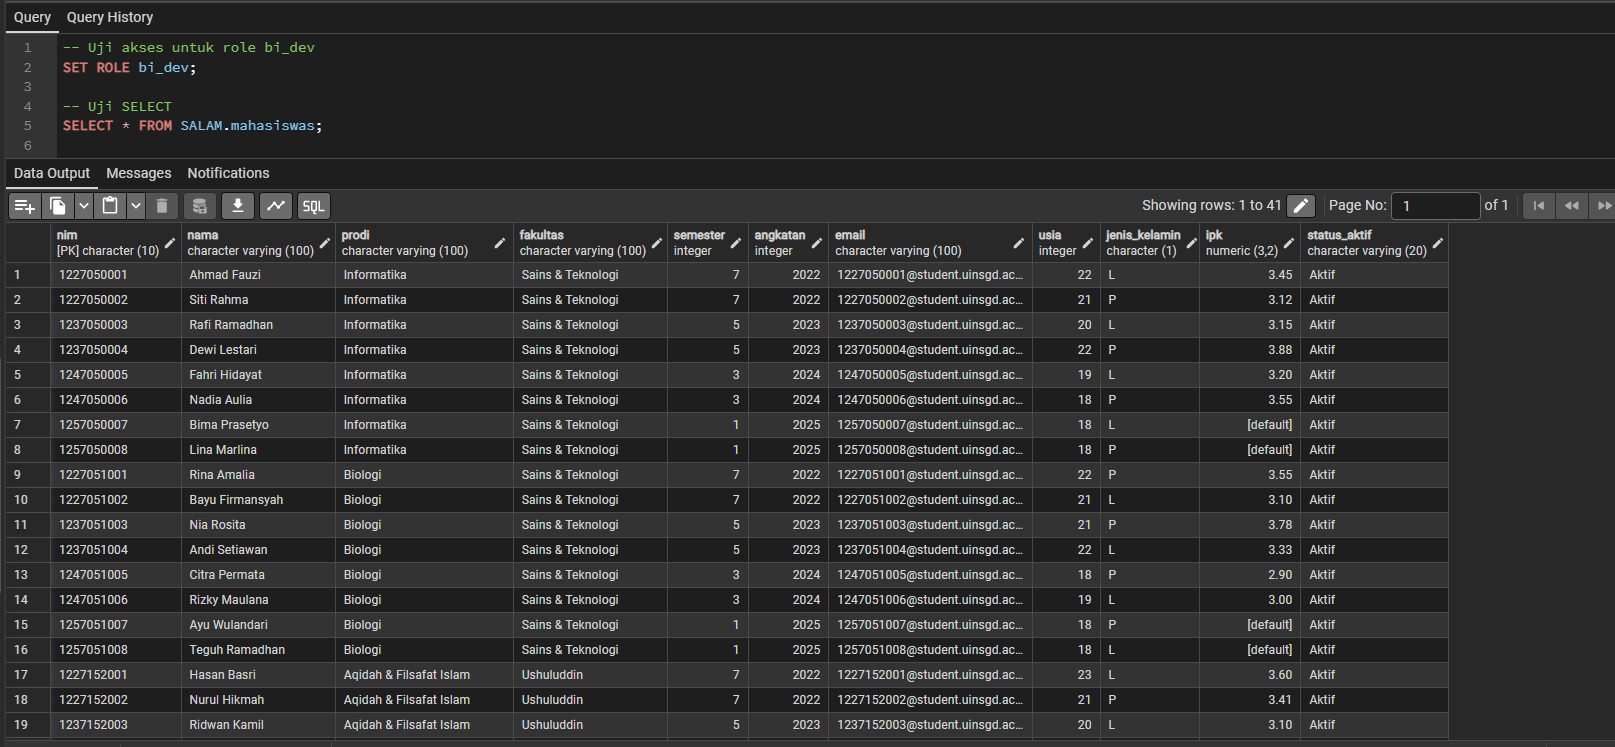 Query Query History
1 -- Uji akses untuk role bi_dev
2 SET ROLE bi_dev;
3
4 -- Uji SELECT
5 SELECT * FROM SALAM.mahasiswas;
6
Data Output Messages Notifications
SQL Showing rows: 1 to 41 Page No: 1 of 1
nim nama prodi fakultas semester angkatan email usia jenis_kelamin ipk status_aktif
[PK] character (10) character varying (100) character varying (100) character varying (100) integer integer character varying (100) integer character (1) numeric (3,2) character varying (20)
1 1227050001 Ahmad Fauzi Informatika Sains & Teknologi 7 2022 1227050001@student.uinsgd.ac... 22 L 3.45 Aktif
2 1227050002 Siti Rahma Informatika Sains & Teknologi 7 2022 1227050002@student.uinsgd.ac... 21 P 3.12 Aktif
3 1237050003 Rafi Ramadhan Informatika Sains & Teknologi 5 2023 1237050003@student.uinsgd.ac... 20 L 3.15 Aktif
4 1237050004 Dewi Lestari Informatika Sains & Teknologi 5 2023 1237050004@student.uinsgd.ac... 22 P 3.88 Aktif
5 1247050005 Fahri Hidayat Informatika Sains & Teknologi 3 2024 1247050005@student.uinsgd.ac... 19 L 3.20 Aktif
6 1247050006 Nadia Aulia Informatika Sains & Teknologi 3 2024 1247050006@student.uinsgd.ac... 18 P 3.55 Aktif
7 1257050007 Bima Prasetyo Informatika Sains & Teknologi 1 2025 1257050007@student.uinsgd.ac... 18 L [default] Aktif
8 1257050008 Lina Marlina Informatika Sains & Teknologi 1 2025 1257050008@student.uinsgd.ac... 18 P [default] Aktif
9 1227051001 Rina Amalia Biologi Sains & Teknologi 7 2022 1227051001@student.uinsgd.ac... 22 P 3.55 Aktif
10 1227051002 Bayu Firmansyah Biologi Sains & Teknologi 7 2022 1227051002@student.uinsgd.ac... 21 L 3.10 Aktif
11 1237051003 Nia Rosita Biologi Sains & Teknologi 5 2023 1237051003@student.uinsgd.ac... 21 P 3.78 Aktif
12 1237051004 Andi Setiawan Biologi Sains & Teknologi 5 2023 1237051004@student.uinsgd.ac... 22 L 3.33 Aktif
13 1247051005 Citra Permata Biologi Sains & Teknologi 3 2024 1247051005@student.uinsgd.ac... 18 P 2.90 Aktif
14 1247051006 Rizky Maulana Biologi Sains & Teknologi 3 2024 1247051006@student.uinsgd.ac... 19 L 3.00 Aktif
15 1257051007 Ayu Wulandari Biologi Sains & Teknologi 1 2025 1257051007@student.uinsgd.ac... 18 P [default] Aktif
16 1257051008 Teguh Ramadhan Biologi Sains & Teknologi 1 2025 1257051008@student.uinsgd.ac... 18 L [default] Aktif
17 1227152001 Hasan Basri Aqidah & Filsafat Islam Ushuluddin 7 2022 1227152001@student.uinsgd.ac... 23 L 3.60 Aktif
18 1227152002 Nurul Hikmah Aqidah & Filsafat Islam Ushuluddin 7 2022 1227152002@student.uinsgd.ac... 21 P 3.41 Aktif
19 1237152003 Ridwan Kamil Aqidah & Filsafat Islam Ushuluddin 5 2023 1237152003@student.uinsgd.ac... 20 L 3.10 Aktif